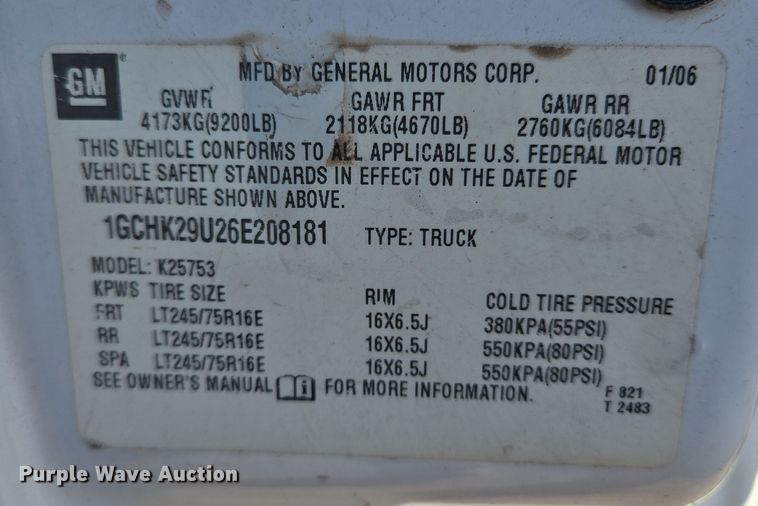 GM
MFD BY GENERAL MOTORS CORP. 01/06
GVWR GAWR FRT GAWR RR
4173KG(9200LB) 2118KG(4670LB) 2760KG(6084LB)
THIS VEHICLE CONFORMS TO ALL APPLICABLE U.S. FEDERAL MOTOR
VEHICLE SAFETY STANDARDS IN EFFECT ON THE DATE OF
MANUFACTURE SHOWN ABOVE.
1GCHK29U26E208181 TYPE: TRUCK
MODEL: K25753
KPWS TIRE SIZE RIM COLD TIRE PRESSURE
FRT LT245/75R16E 16X6.5J 380KPA(55PSI)
RR LT245/75R16E 16X6.5J 550KPA(80PSI)
SPA LT245/75R16E 16X6.5J 550KPA(80PSI)
SEE OWNER'S MANUAL i FOR MORE INFORMATION. F 821
T 2483
Purple Wave Auction